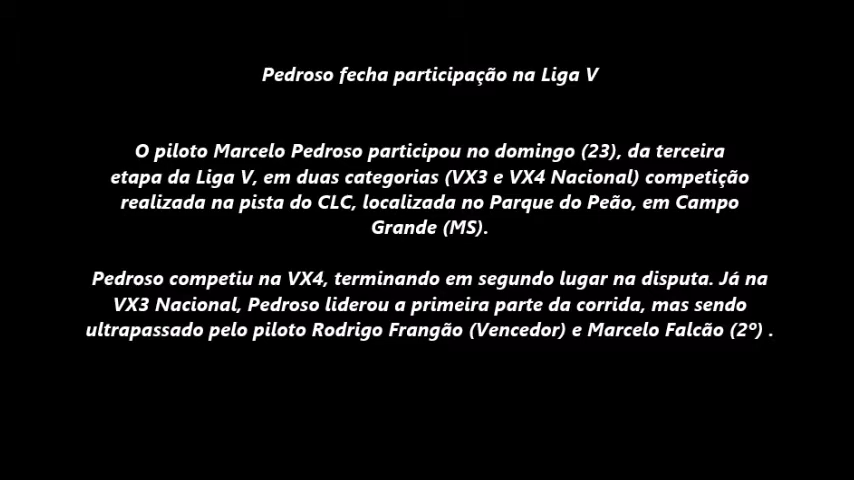 Pedroso fecha participação na Liga V
O piloto Marcelo Pedroso participou no domingo (23), da terceira
etapa da Liga V, em duas categorias (VX3 e VX4 Nacional) competição
realizada na pista do CLC, localizada no Parque do Peão, em Campo
Grande (MS).
Pedroso competiu na VX4, terminando em segundo lugar na disputa. Já na
VX3 Nacional, Pedroso liderou a primeira parte da corrida, mas sendo
ultrapassado pelo piloto Rodrigo Frangão (Vencedor) e Marcelo Falcão (2º) .